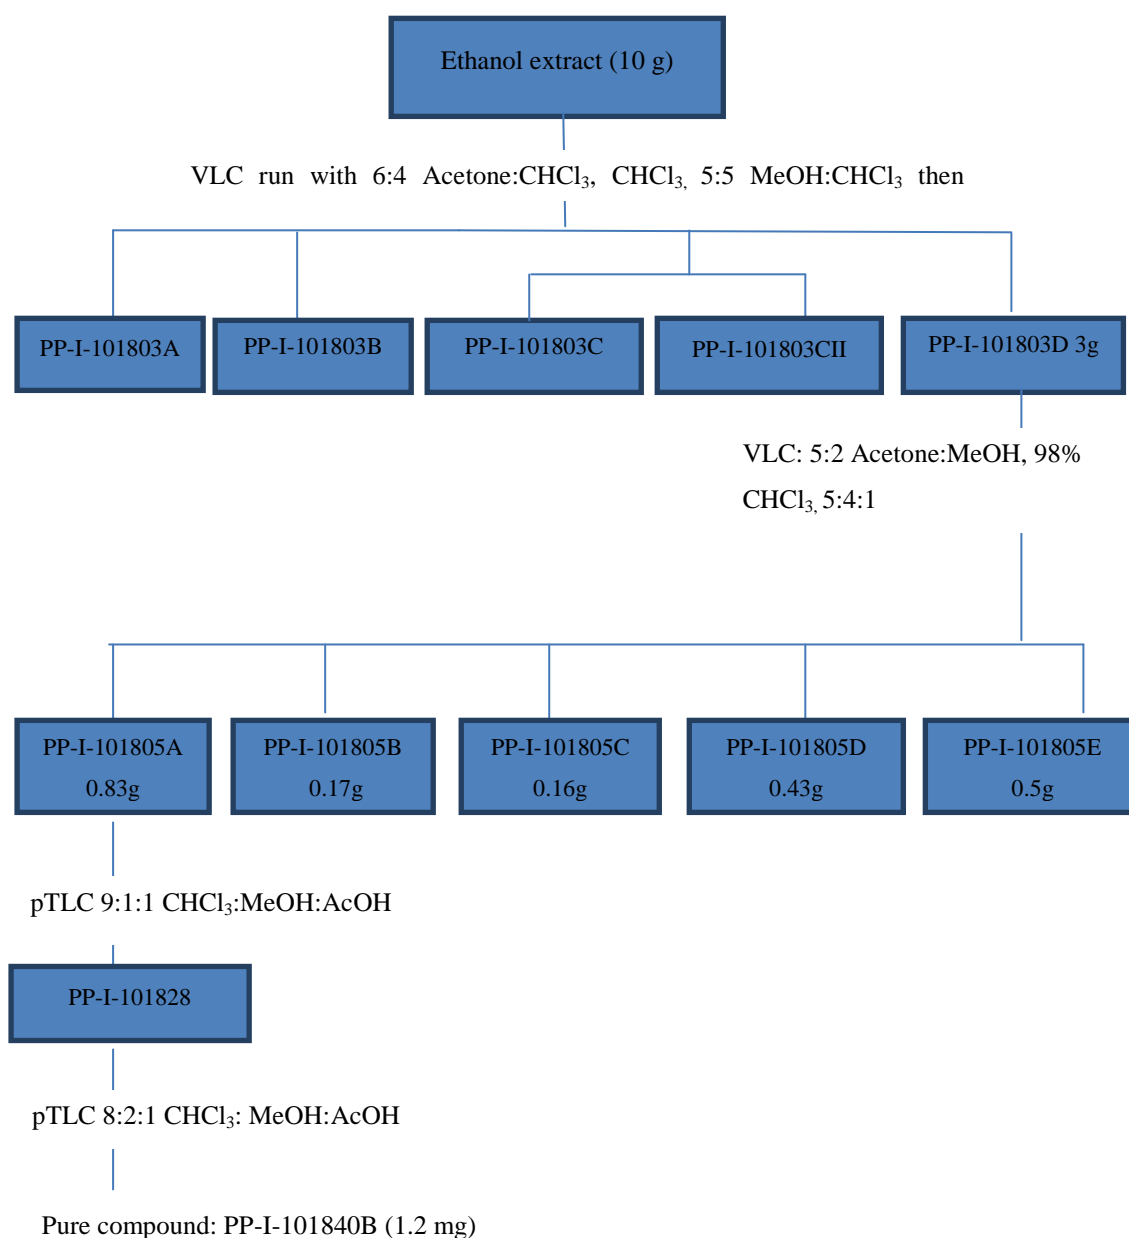 Ethanol extract (10 g)
VLC run with 6:4 Acetone:CHCl₃, CHCl₃, 5:5 MeOH:CHCl₃ then
PP-I-101803A
PP-I-101803B
PP-I-101803C
PP-I-101803CII
PP-I-101803D 3g
VLC: 5:2 Acetone:MeOH, 98%
CHCl₃, 5:4:1
PP-I-101805A
0.83g
PP-I-101805B
0.17g
PP-I-101805C
0.16g
PP-I-101805D
0.43g
PP-I-101805E
0.5g
pTLC 9:1:1 CHCl₃:MeOH:AcOH
PP-I-101828
pTLC 8:2:1 CHCl₃: MeOH:AcOH
Pure compound: PP-I-101840B (1.2 mg)